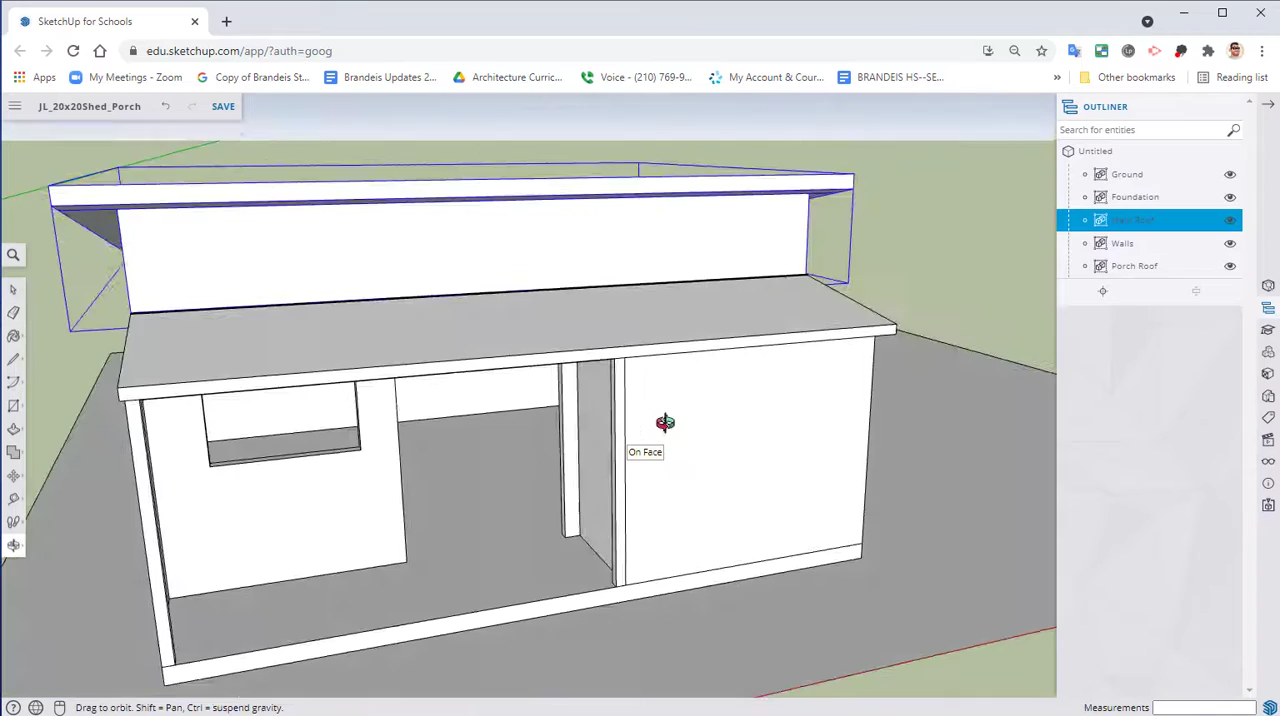 SketchUp for Schools
edu.sketchup.com/app/?auth=goog
Apps
My Meetings - Zoom
Copy of Brandeis St...
Brandeis Updates 2...
Architecture Curric...
Voice - (210) 769-9...
My Account & Cou...
BRANDEIS HS--SE...
»
Other bookmarks
Reading list
JL_20x20Shed_Porch
SAVE
OUTLINER
Search for entities
Untitled
Ground
Foundation
Roof
Walls
Porch Roof
On Face
Drag to orbit. Shift = Pan, Ctrl = suspend gravity.
Measurements